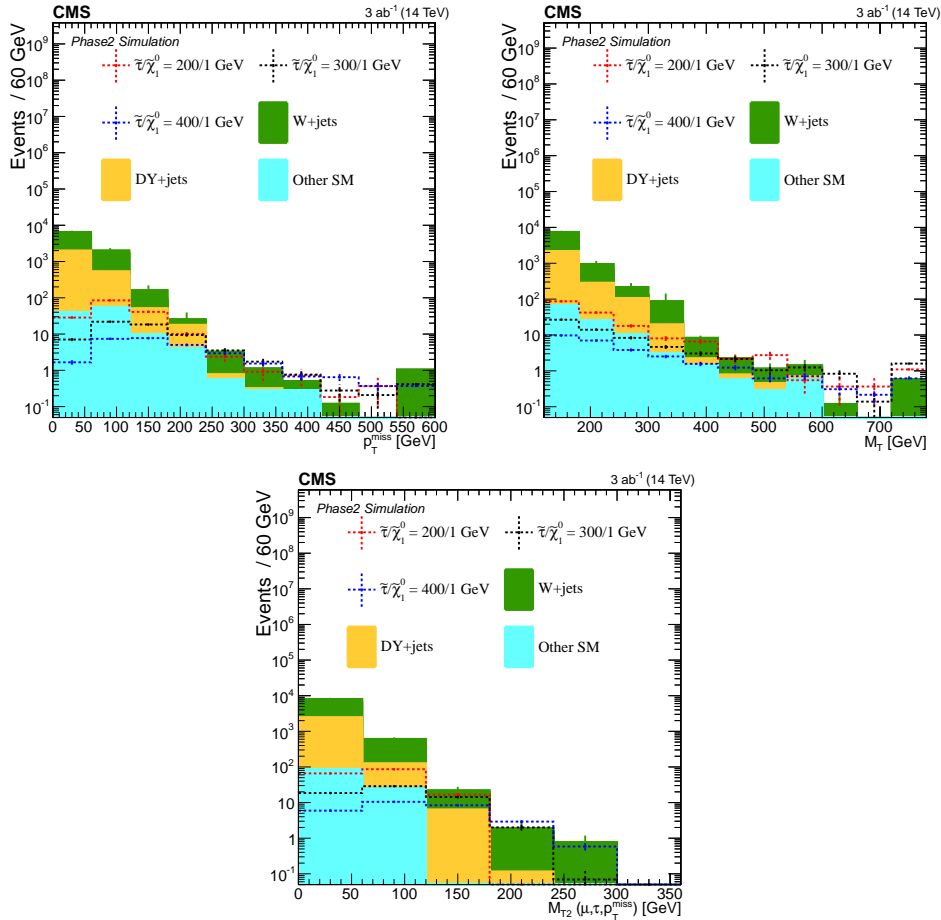 CMS 3 ab⁻¹ (14 TeV)
Phase2 Simulation
τ̃/χ̃₁⁰ = 200/1 GeV τ̃/χ̃₁⁰ = 300/1 GeV
τ̃/χ̃₁⁰ = 400/1 GeV W+jets
DY+jets Other SM
Events / 60 GeV
10⁹
10⁸
10⁷
10⁶
10⁵
10⁴
10³
10²
10
1
10⁻¹
0 50 100 150 200 250 300 350 400 450 500 550 600
p_T^miss [GeV]
CMS 3 ab⁻¹ (14 TeV)
Phase2 Simulation
τ̃/χ̃₁⁰ = 200/1 GeV τ̃/χ̃₁⁰ = 300/1 GeV
τ̃/χ̃₁⁰ = 400/1 GeV W+jets
DY+jets Other SM
Events / 60 GeV
10⁹
10⁸
10⁷
10⁶
10⁵
10⁴
10³
10²
10
1
10⁻¹
200 300 400 500 600 700
M_T [GeV]
CMS 3 ab⁻¹ (14 TeV)
Phase2 Simulation
τ̃/χ̃₁⁰ = 200/1 GeV τ̃/χ̃₁⁰ = 300/1 GeV
τ̃/χ̃₁⁰ = 400/1 GeV W+jets
DY+jets Other SM
Events / 60 GeV
10⁹
10⁸
10⁷
10⁶
10⁵
10⁴
10³
10²
10
1
10⁻¹
0 50 100 150 200 250 300 350
M_T2 (μ,τ,p_T^miss) [GeV]